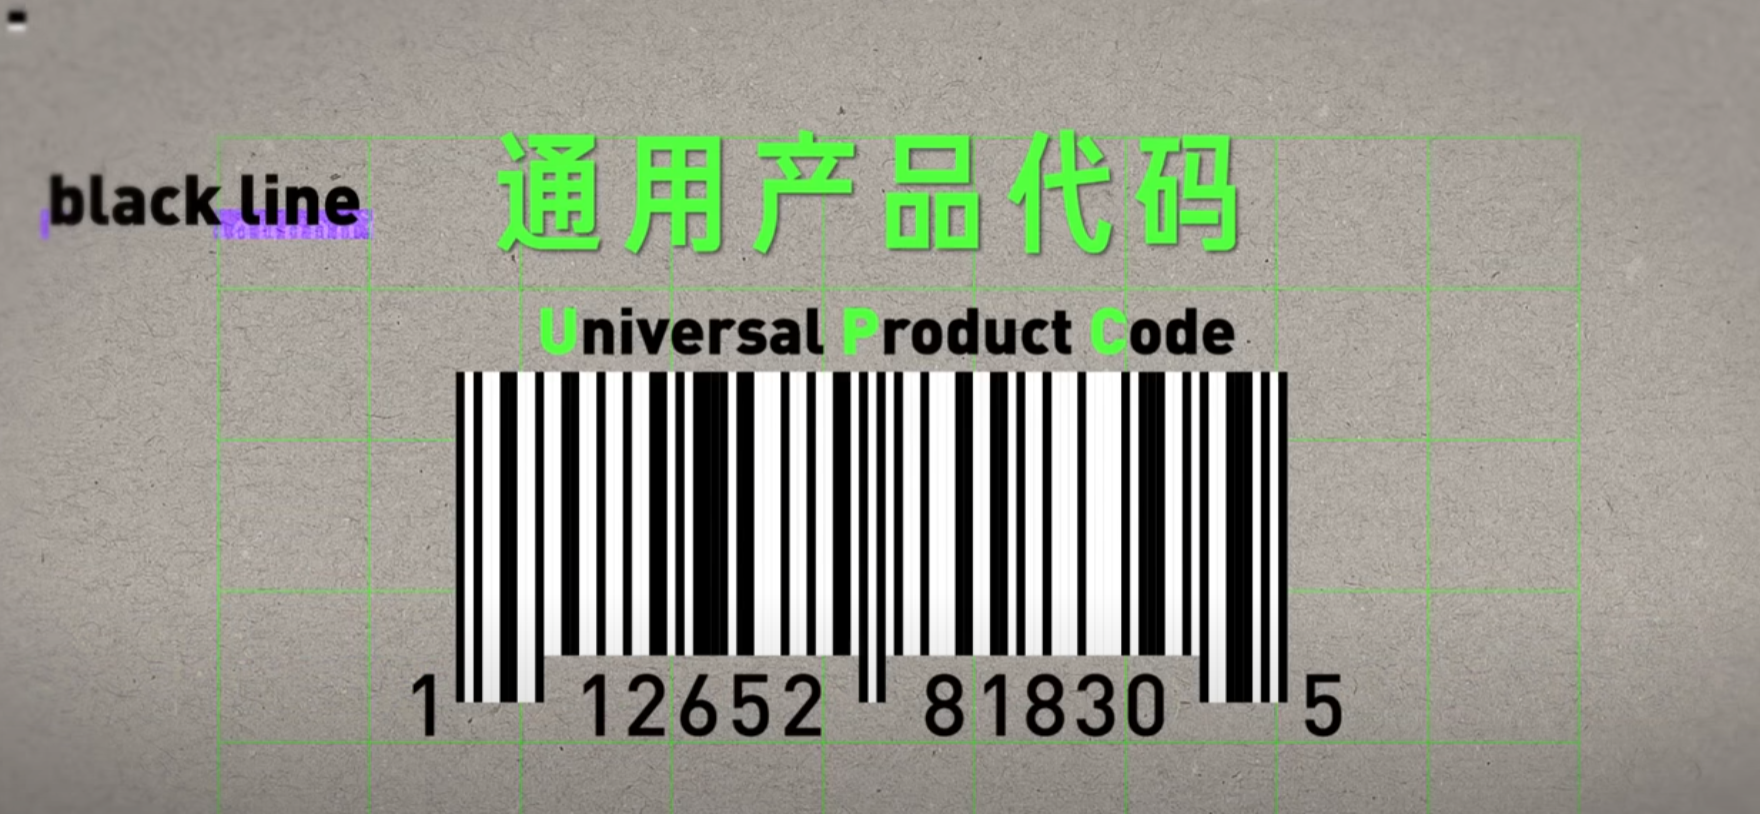 black line
通用产品代码
Universal Product Code
1 12652 81830 5